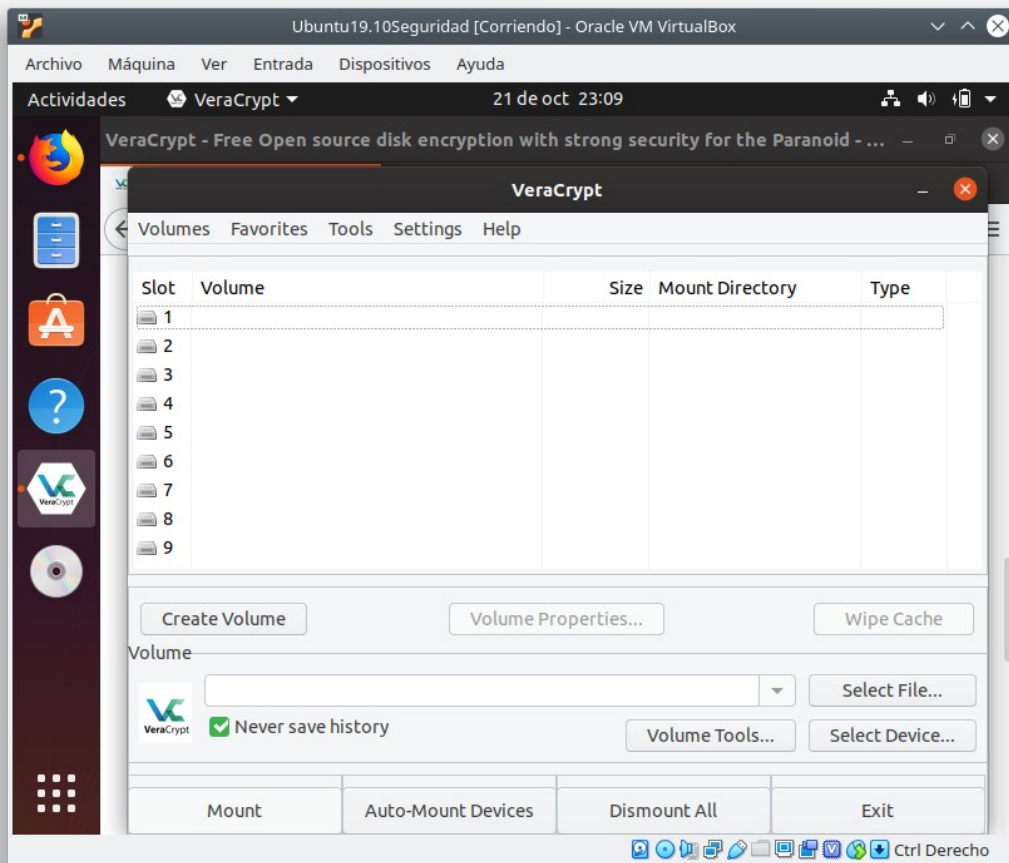 Ubuntu19.10Seguridad [Corriendo] - Oracle VM VirtualBox
Archivo Máquina Ver Entrada Dispositivos Ayuda
Actividades VeraCrypt 21 de oct 23:09
VeraCrypt - Free Open source disk encryption with strong security for the Paranoid - ...
VeraCrypt
Volumes Favorites Tools Settings Help
Slot Volume Size Mount Directory Type
1
2
3
4
5
6
7
8
9
VeraCrypt
Create Volume Volume Properties... Wipe Cache
Volume
Select File...
VeraCrypt
Never save history
Volume Tools... Select Device...
Mount Auto-Mount Devices Dismount All Exit
Ctrl Derecho